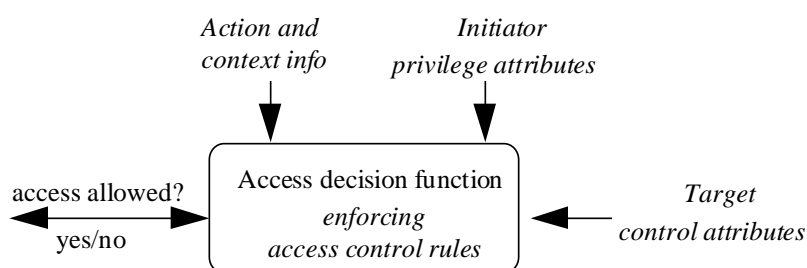 Action and
context info
Initiator
privilege attributes
access allowed?
yes/no
Access decision function
enforcing
access control rules
Target
control attributes